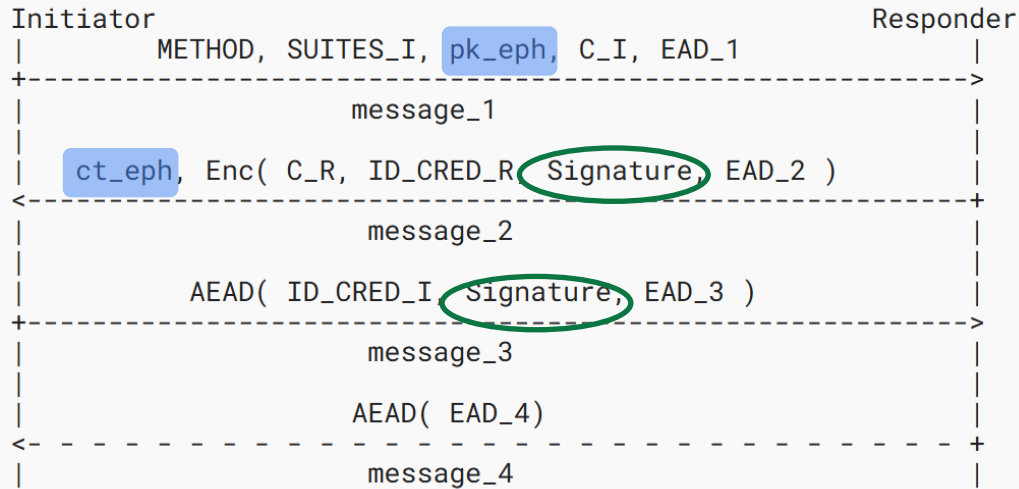 Initiator Responder
| METHOD, SUITES_I, pk_eph, C_I, EAD_1 |
+----------------------------------------------------------->
| message_1 |
| |
| ct_eph, Enc( C_R, ID_CRED_R, Signature, EAD_2 ) |
<-----------------------------------------------------------+
| message_2 |
| |
| AEAD( ID_CRED_I, Signature, EAD_3 ) |
+----------------------------------------------------------->
| message_3 |
| |
| AEAD( EAD_4) |
<- - - - - - - - - - - - - - - - - - - - - - - - - - - - - +
| message_4 |